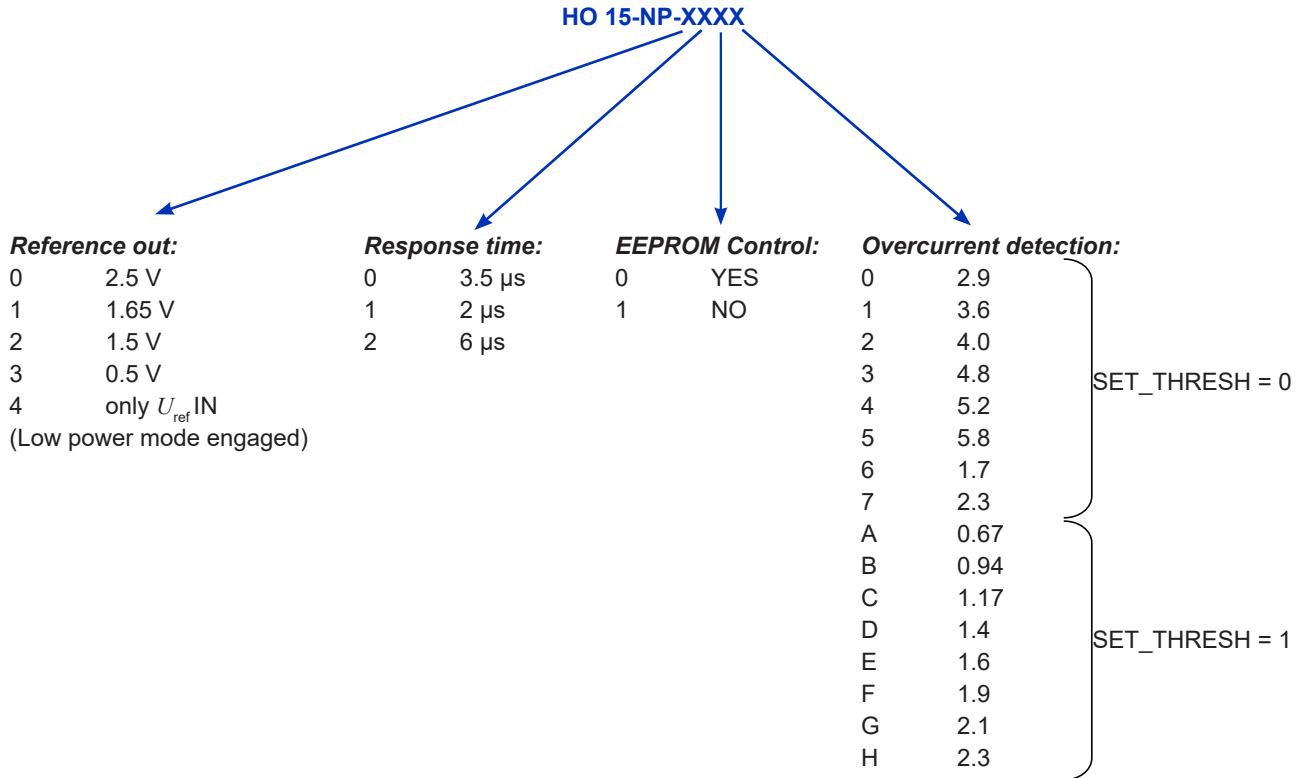 HO 15-NP-XXXX
Reference out:
0 2.5 V
1 1.65 V
2 1.5 V
3 0.5 V
4 only Uref IN
(Low power mode engaged)
Response time:
0 3.5 µs
1 2 µs
2 6 µs
EEPROM Control:
0 YES
1 NO
Overcurrent detection:
0 2.9
1 3.6
2 4.0
3 4.8
4 5.2
5 5.8
6 1.7
7 2.3
SET_THRESH = 0
A 0.67
B 0.94
C 1.17
D 1.4
E 1.6
F 1.9
G 2.1
H 2.3
SET_THRESH = 1